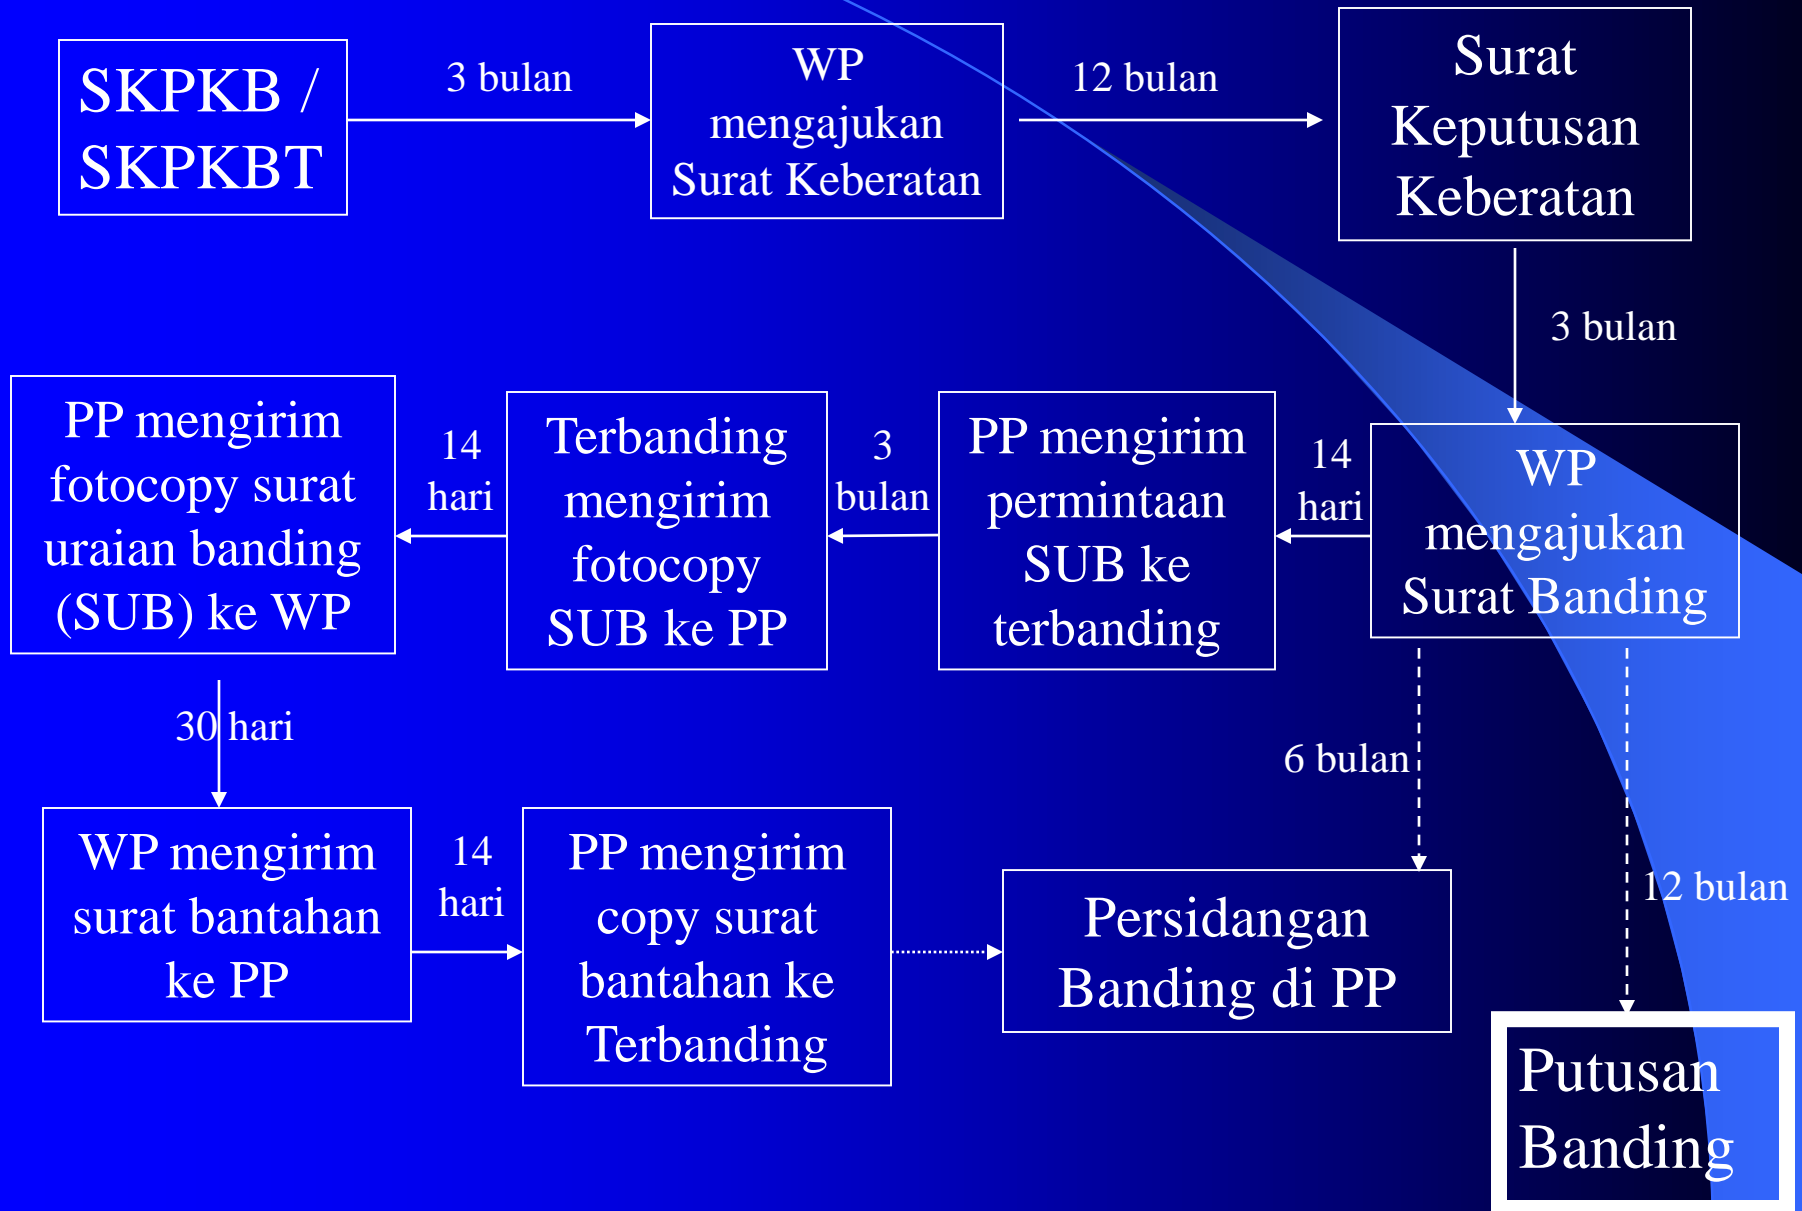 SKPKB /
SKPKBT
3 bulan
WP
mengajukan
Surat Keberatan
12 bulan
Surat
Keputusan
Keberatan
3 bulan
WP
mengajukan
Surat Banding
14
hari
PP mengirim
permintaan
SUB ke
terbanding
3
bulan
Terbanding
mengirim
fotocopy
SUB ke PP
14
hari
PP mengirim
fotocopy surat
uraian banding
(SUB) ke WP
30 hari
WP mengirim
surat bantahan
ke PP
14
hari
PP mengirim
copy surat
bantahan ke
Terbanding
6 bulan
Persidangan
Banding di PP
12 bulan
Putusan
Banding